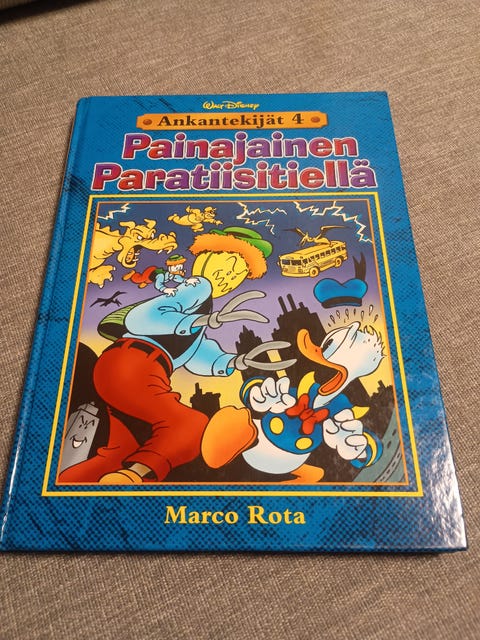 Walt Disney
Ankantekijät 4
Painajainen
Paratiisitiellä
Marco Rota